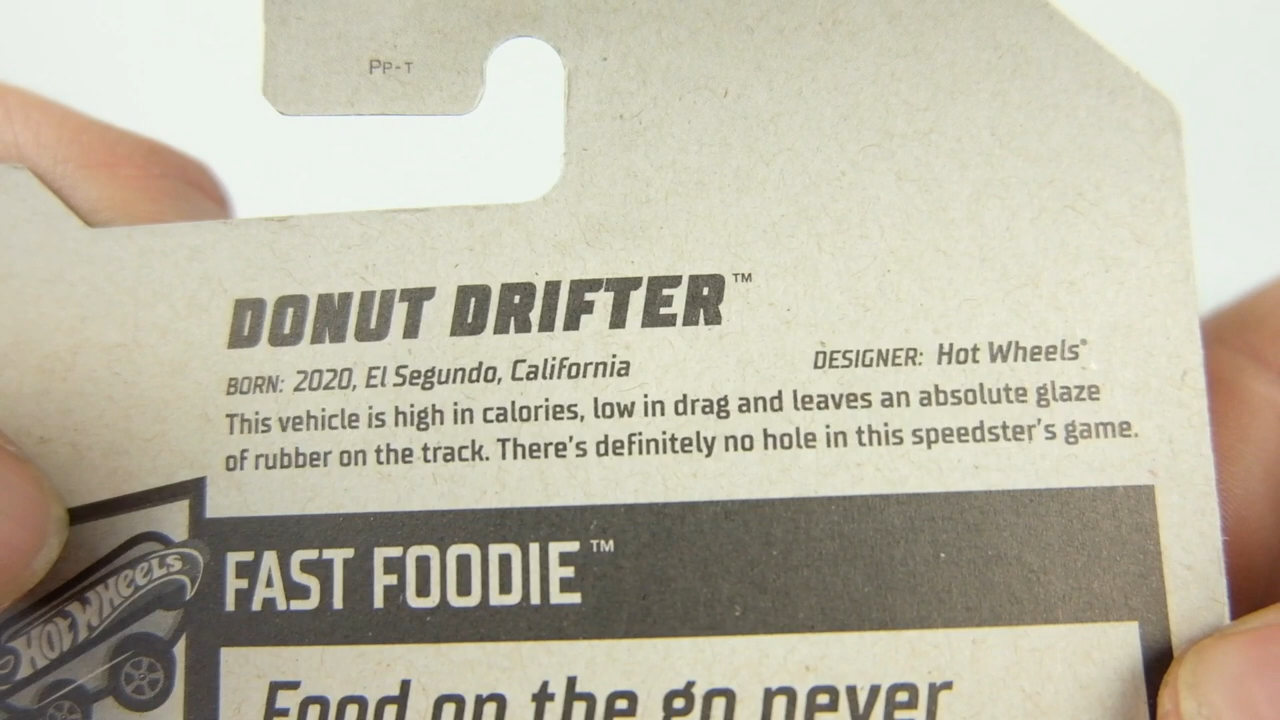 PP-T
DONUT DRIFTER™
BORN: 2020, El Segundo, California
DESIGNER: Hot Wheels®
This vehicle is high in calories, low in drag and leaves an absolute glaze
of rubber on the track. There's definitely no hole in this speedster's game.
HOT WHEELS
FAST FOODIE™
Food on the go never